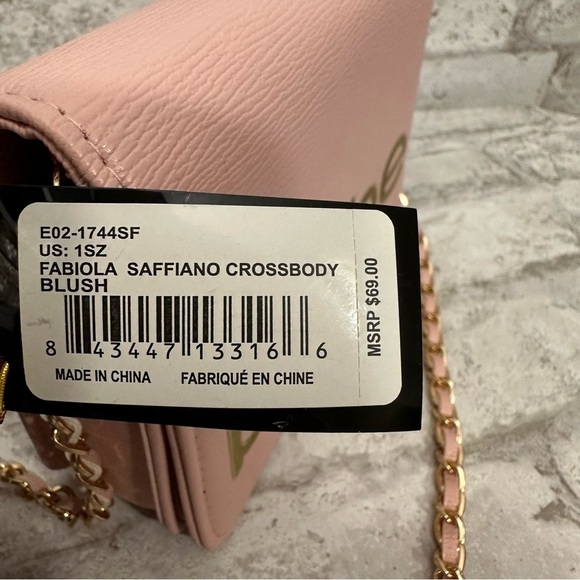 E02-1744SF
US: 1SZ
FABIOLA SAFFIANO CROSSBODY
BLUSH
MSRP $69.00
8 43447 13316 6
MADE IN CHINA FABRIQUÉ EN CHINE